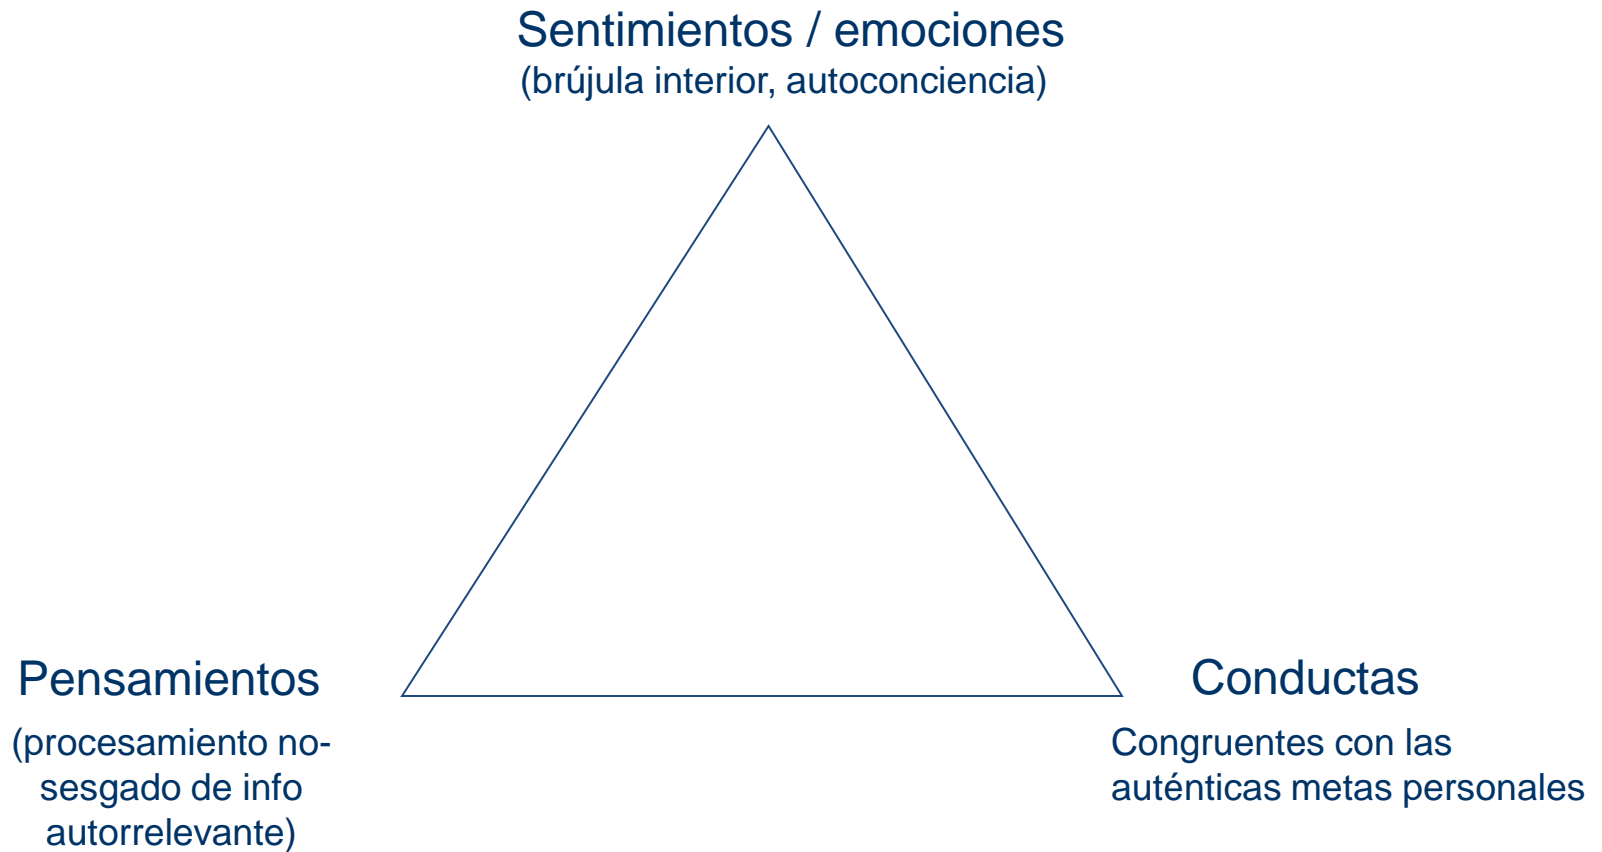 Sentimientos / emociones
(brújula interior, autoconciencia)
Pensamientos
(procesamiento no-
sesgado de info
autorrelevante)
Conductas
Congruentes con las
auténticas metas personales